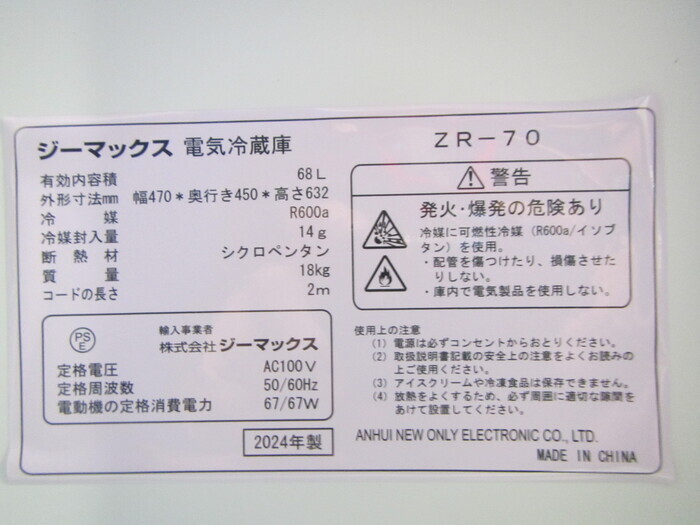 ジーマックス 電気冷蔵庫 ZR-70
有効内容積 68L
外形寸法mm 幅470*奥行き450*高さ632
冷媒 R600a
冷媒封入量 14g
断熱材 シクロペンタン
質量 18kg
コードの長さ 2m
PS
E
輸入事業者
株式会社ジーマックス
定格電圧 AC100V
定格周波数 50/60Hz
電動機の定格消費電力 67/67W
2024年製
警告
発火・爆発の危険あり
冷媒に可燃性冷媒(R600a/イソブ
タン)を使用。
・配管を傷つけたり、損傷させた
りしない。
・庫内で電気製品を使用しない。
使用上の注意
(1) 電源は必ずコンセントからおとりください。
(2) 取扱説明書記載の安全上の注意をよくお読みの
上ご使用ください。
(3) アイスクリームや冷凍食品は保存できません。
(4) 放熱をよくするため、必ず周囲に適切な隙間を
あけて設置してください。
ANHUI NEW ONLY ELECTRONIC CO., LTD.
MADE IN CHINA